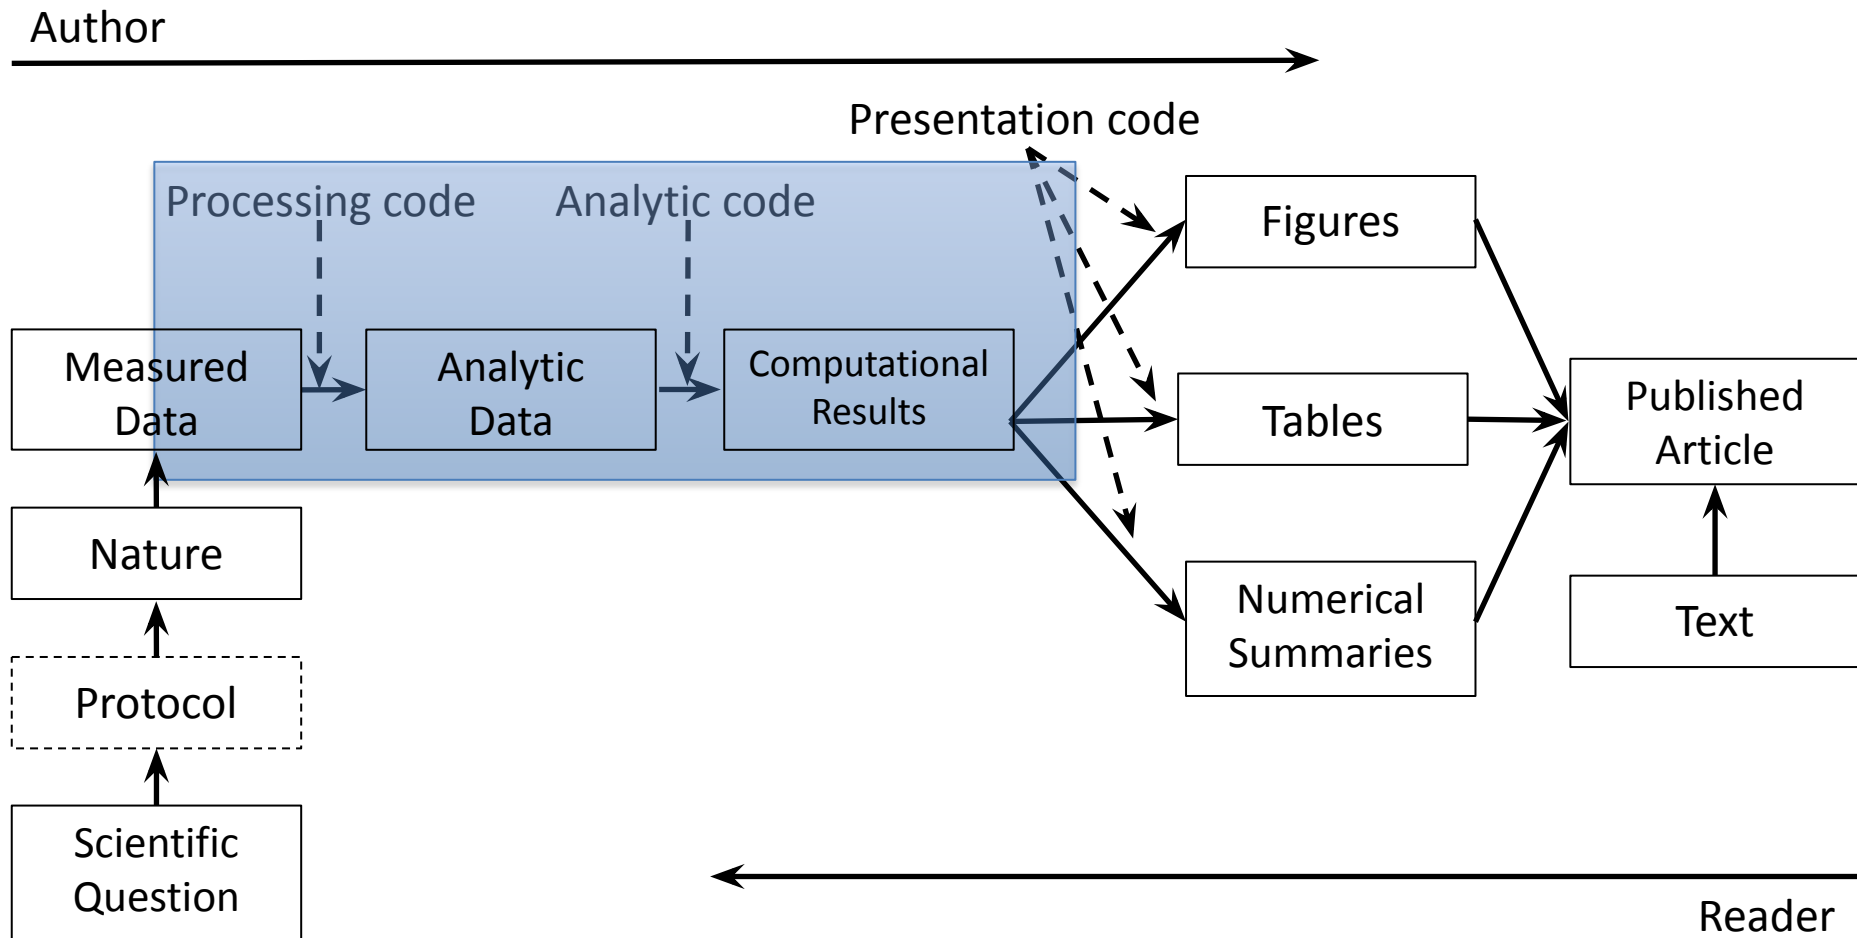 Author
Presentation code
Processing code
Analytic code
Figures
Measured
Data
Analytic
Data
Computational
Results
Tables
Published
Article
Nature
Numerical
Summaries
Text
Protocol
Scientific
Question
Reader